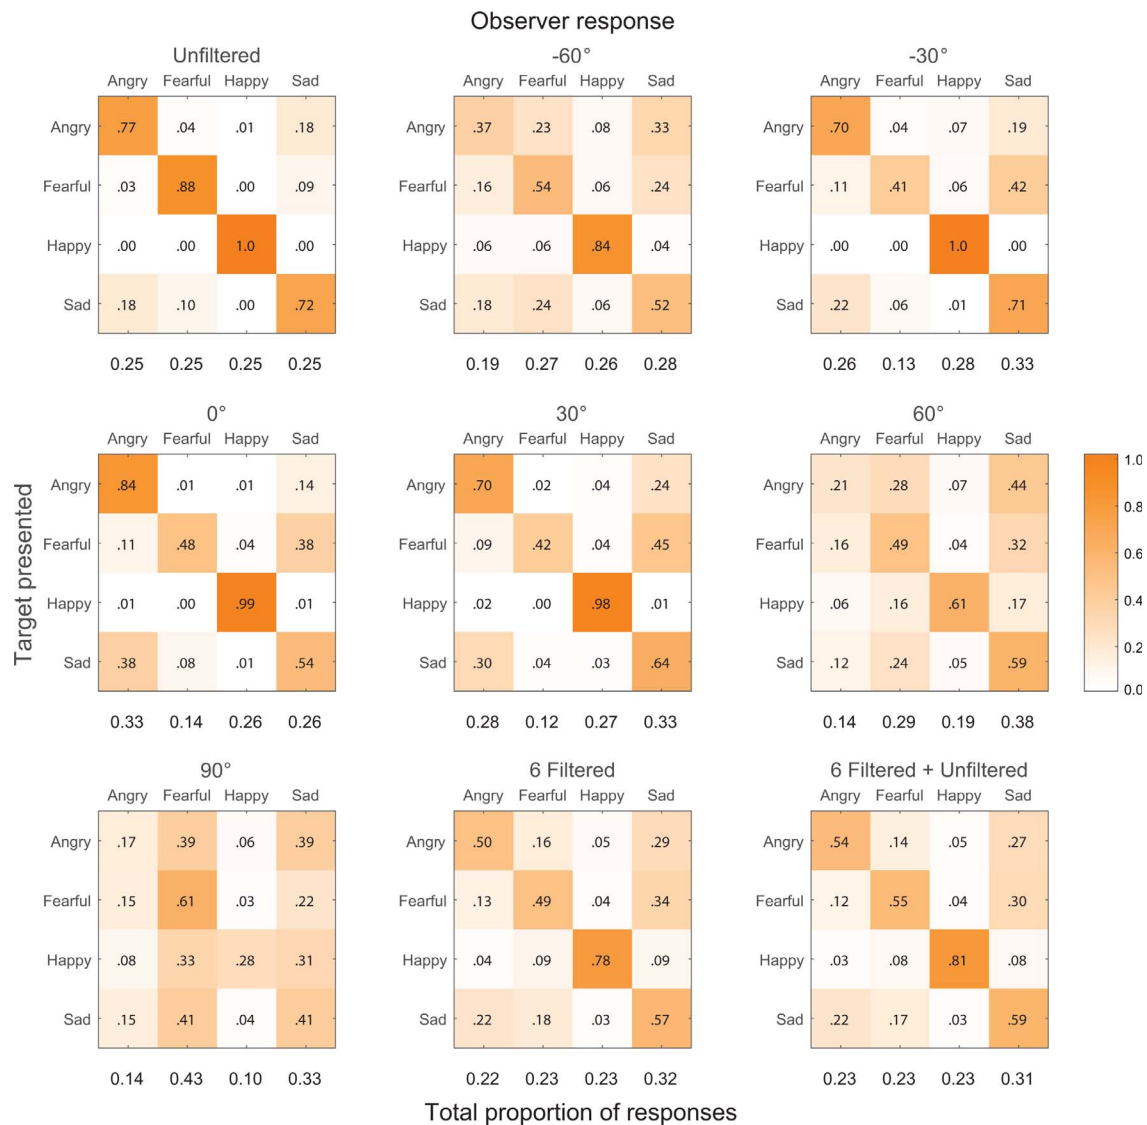 Observer response
Unfiltered -60° -30°
Angry Fearful Happy Sad Angry Fearful Happy Sad Angry Fearful Happy Sad
Angry .77 .04 .01 .18 Angry .37 .23 .08 .33 Angry .70 .04 .07 .19
Fearful .03 .88 .00 .09 Fearful .16 .54 .06 .24 Fearful .11 .41 .06 .42
Happy .00 .00 1.0 .00 Happy .06 .06 .84 .04 Happy .00 .00 1.0 .00
Sad .18 .10 .00 .72 Sad .18 .24 .06 .52 Sad .22 .06 .01 .71
0.25 0.25 0.25 0.25 0.19 0.27 0.26 0.28 0.26 0.13 0.28 0.33
0° 30° 60°
Angry Fearful Happy Sad Angry Fearful Happy Sad Angry Fearful Happy Sad
Angry .84 .01 .01 .14 Angry .70 .02 .04 .24 Angry .21 .28 .07 .44
Fearful .11 .48 .04 .38 Fearful .09 .42 .04 .45 Fearful .16 .49 .04 .32
Happy .01 .00 .99 .01 Happy .02 .00 .98 .01 Happy .06 .16 .61 .17
Sad .38 .08 .01 .54 Sad .30 .04 .03 .64 Sad .12 .24 .05 .59
0.33 0.14 0.26 0.26 0.28 0.12 0.27 0.33 0.14 0.29 0.19 0.38
1.0
0.8
0.6
0.4
0.2
0.0
Target presented
90° 6 Filtered 6 Filtered + Unfiltered
Angry Fearful Happy Sad Angry Fearful Happy Sad Angry Fearful Happy Sad
Angry .17 .39 .06 .39 Angry .50 .16 .05 .29 Angry .54 .14 .05 .27
Fearful .15 .61 .03 .22 Fearful .13 .49 .04 .34 Fearful .12 .55 .04 .30
Happy .08 .33 .28 .31 Happy .04 .09 .78 .09 Happy .03 .08 .81 .08
Sad .15 .41 .04 .41 Sad .22 .18 .03 .57 Sad .22 .17 .03 .59
0.14 0.43 0.10 0.33 0.22 0.23 0.23 0.32 0.23 0.23 0.23 0.31
Total proportion of responses